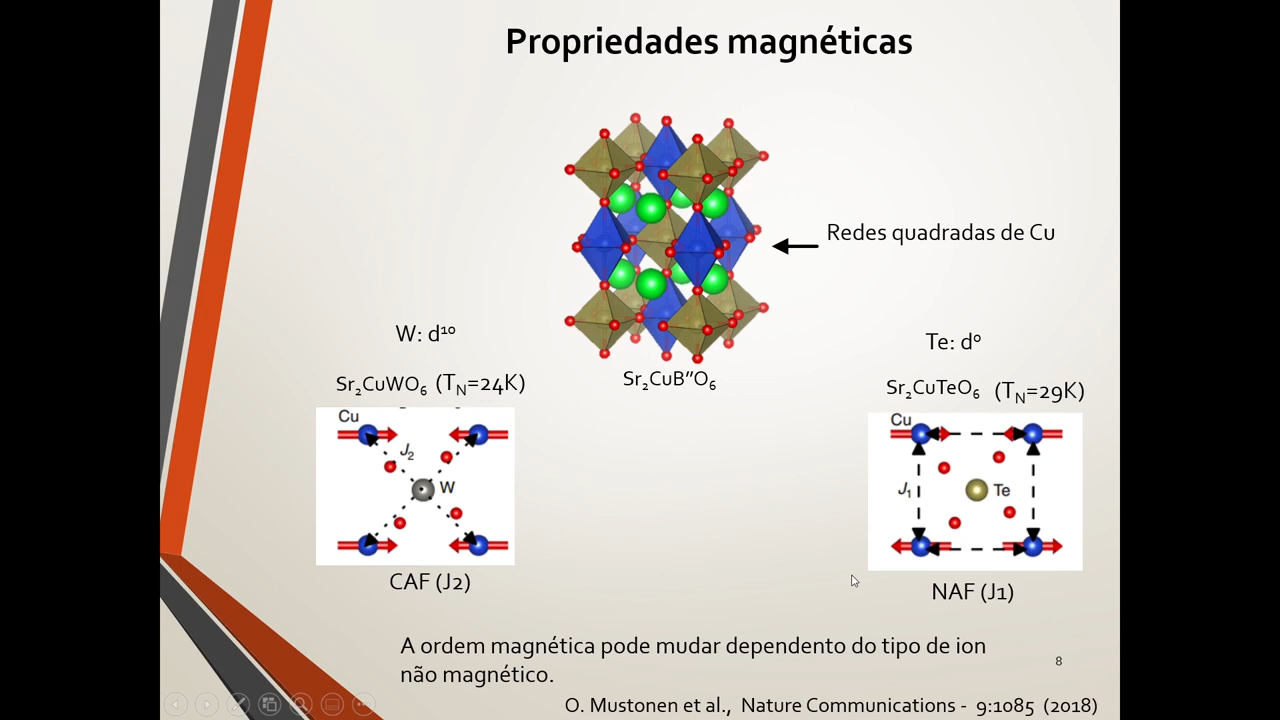 Propriedades magnéticas
Redes quadradas de Cu
W: d¹⁰
Sr₂CuWO₆ (T_N=24K)
Cu
J₂
W
CAF (J2)
Sr₂CuB″O₆
Te: d⁰
Sr₂CuTeO₆ (T_N=29K)
Cu
J₁
Te
NAF (J1)
A ordem magnética pode mudar dependento do tipo de ion
não magnético.
8
O. Mustonen et al., Nature Communications - 9:1085 (2018)